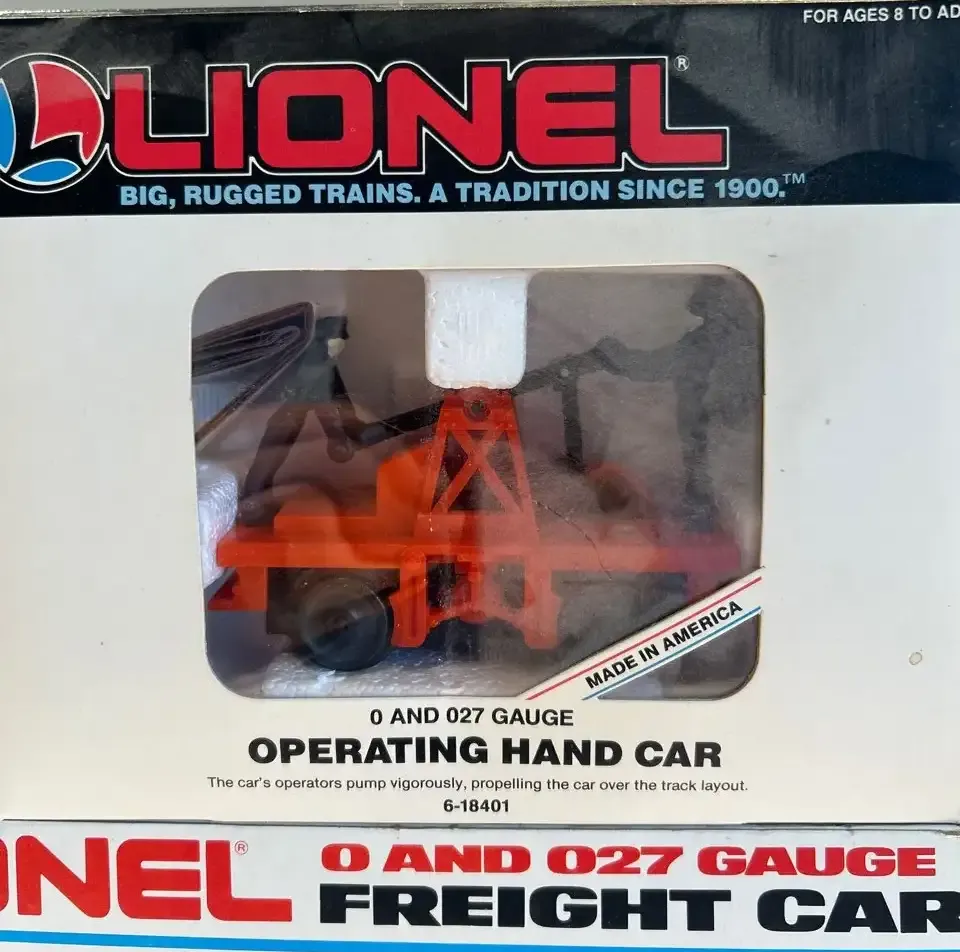 FOR AGES 8 TO AD
LIONEL®
BIG, RUGGED TRAINS. A TRADITION SINCE 1900.™
MADE IN AMERICA
0 AND 027 GAUGE
OPERATING HAND CAR
The car's operators pump vigorously, propelling the car over the track layout.
6-18401
ONEL®
0 AND 027 GAUGE
FREIGHT CAR